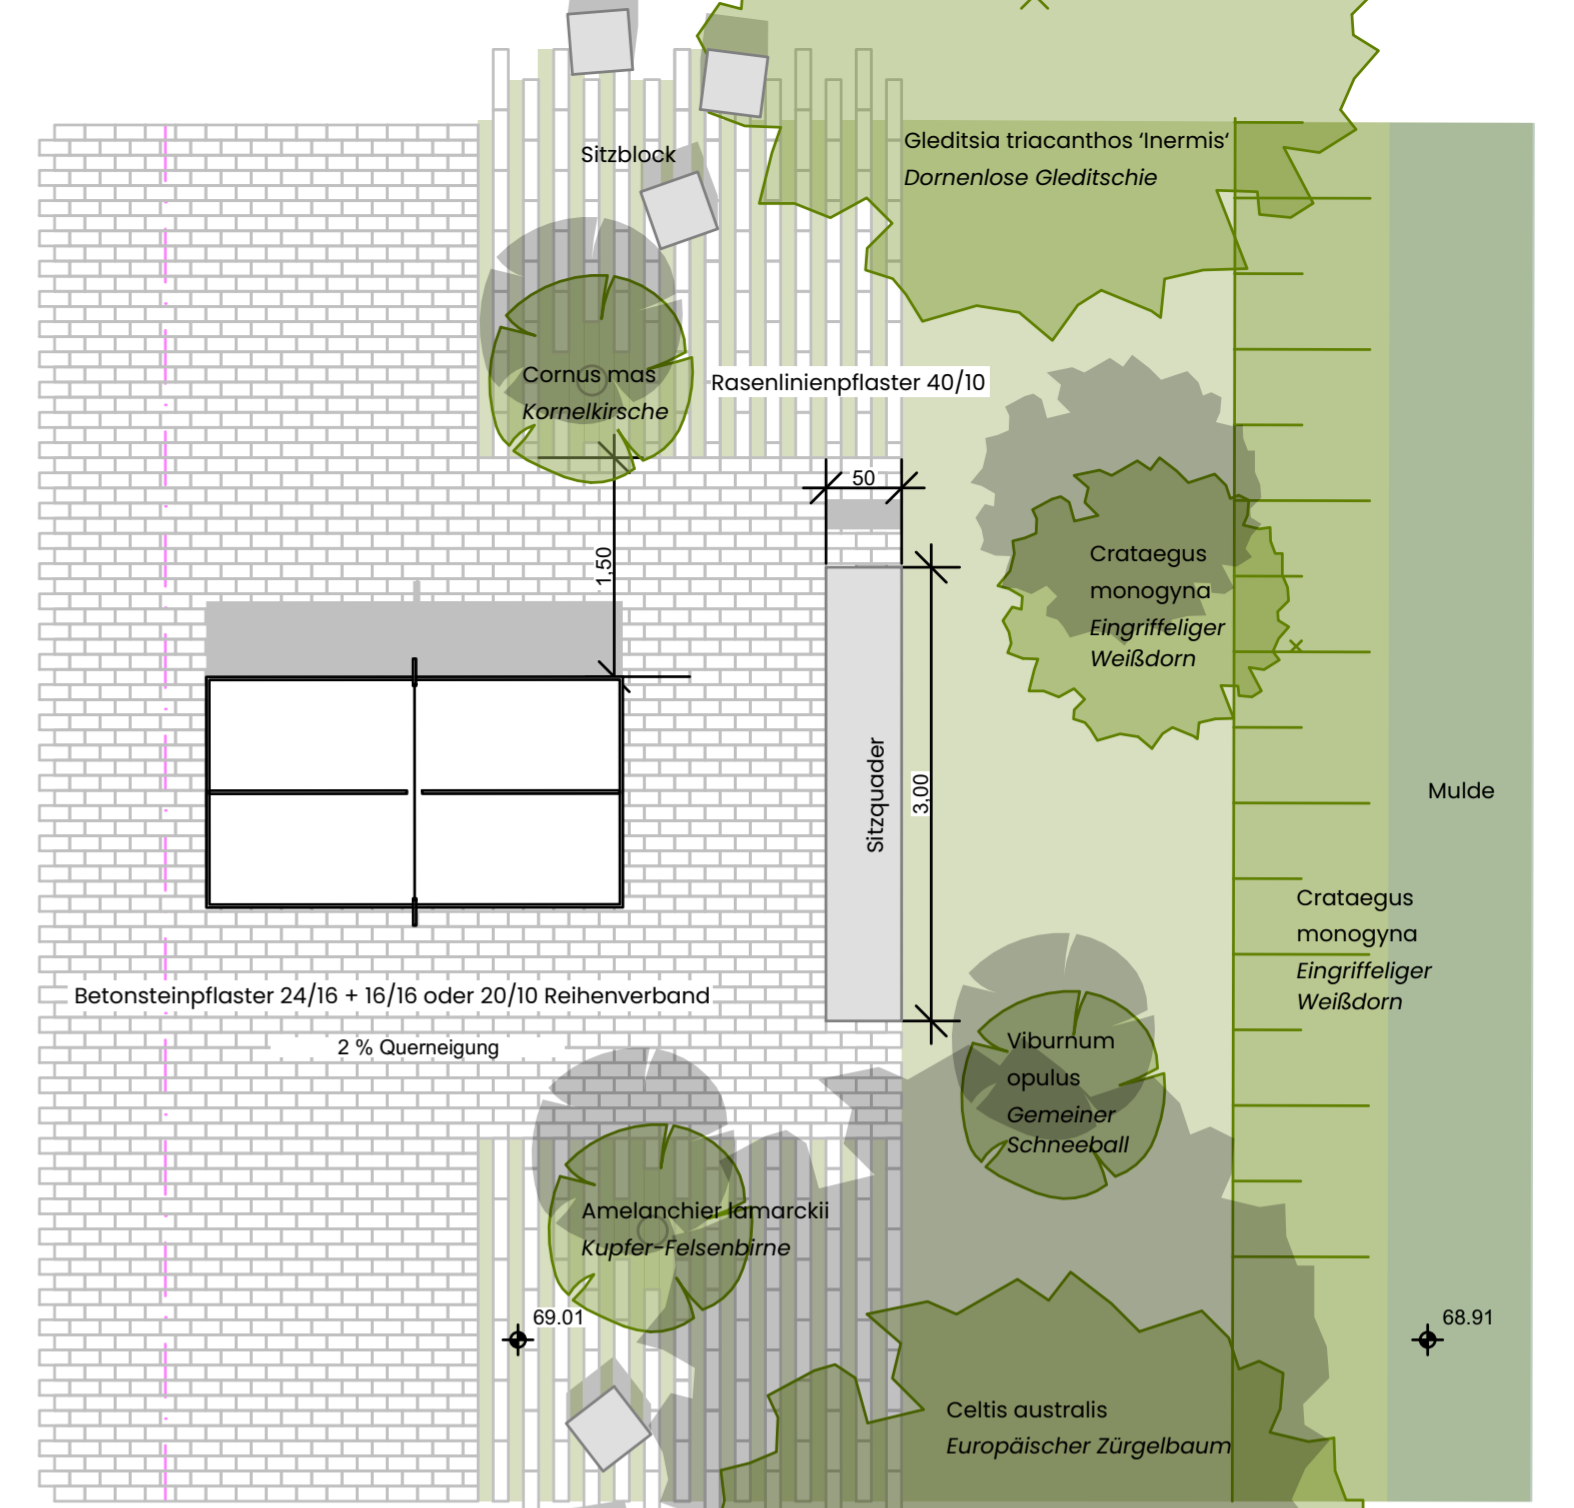 Gleditsia triacanthos ‘Inermis‘
Dornenlose Gleditschie
Sitzblock
Cornus mas
Kornelkirsche
Rasenlinienpflaster 40/10
50
1,50
Crataegus
monogyna
Eingriffeliger
Weißdorn
Sitzquader
3,00
Mulde
Crataegus
monogyna
Eingriffeliger
Weißdorn
Betonsteinpflaster 24/16 + 16/16 oder 20/10 Reihenverband
2 % Querneigung
Viburnum
opulus
Gemeiner
Schneeball
Amelanchier lamarckii
Kupfer-Felsenbirne
69.01
68.91
Celtis australis
Europäischer Zürgelbaum